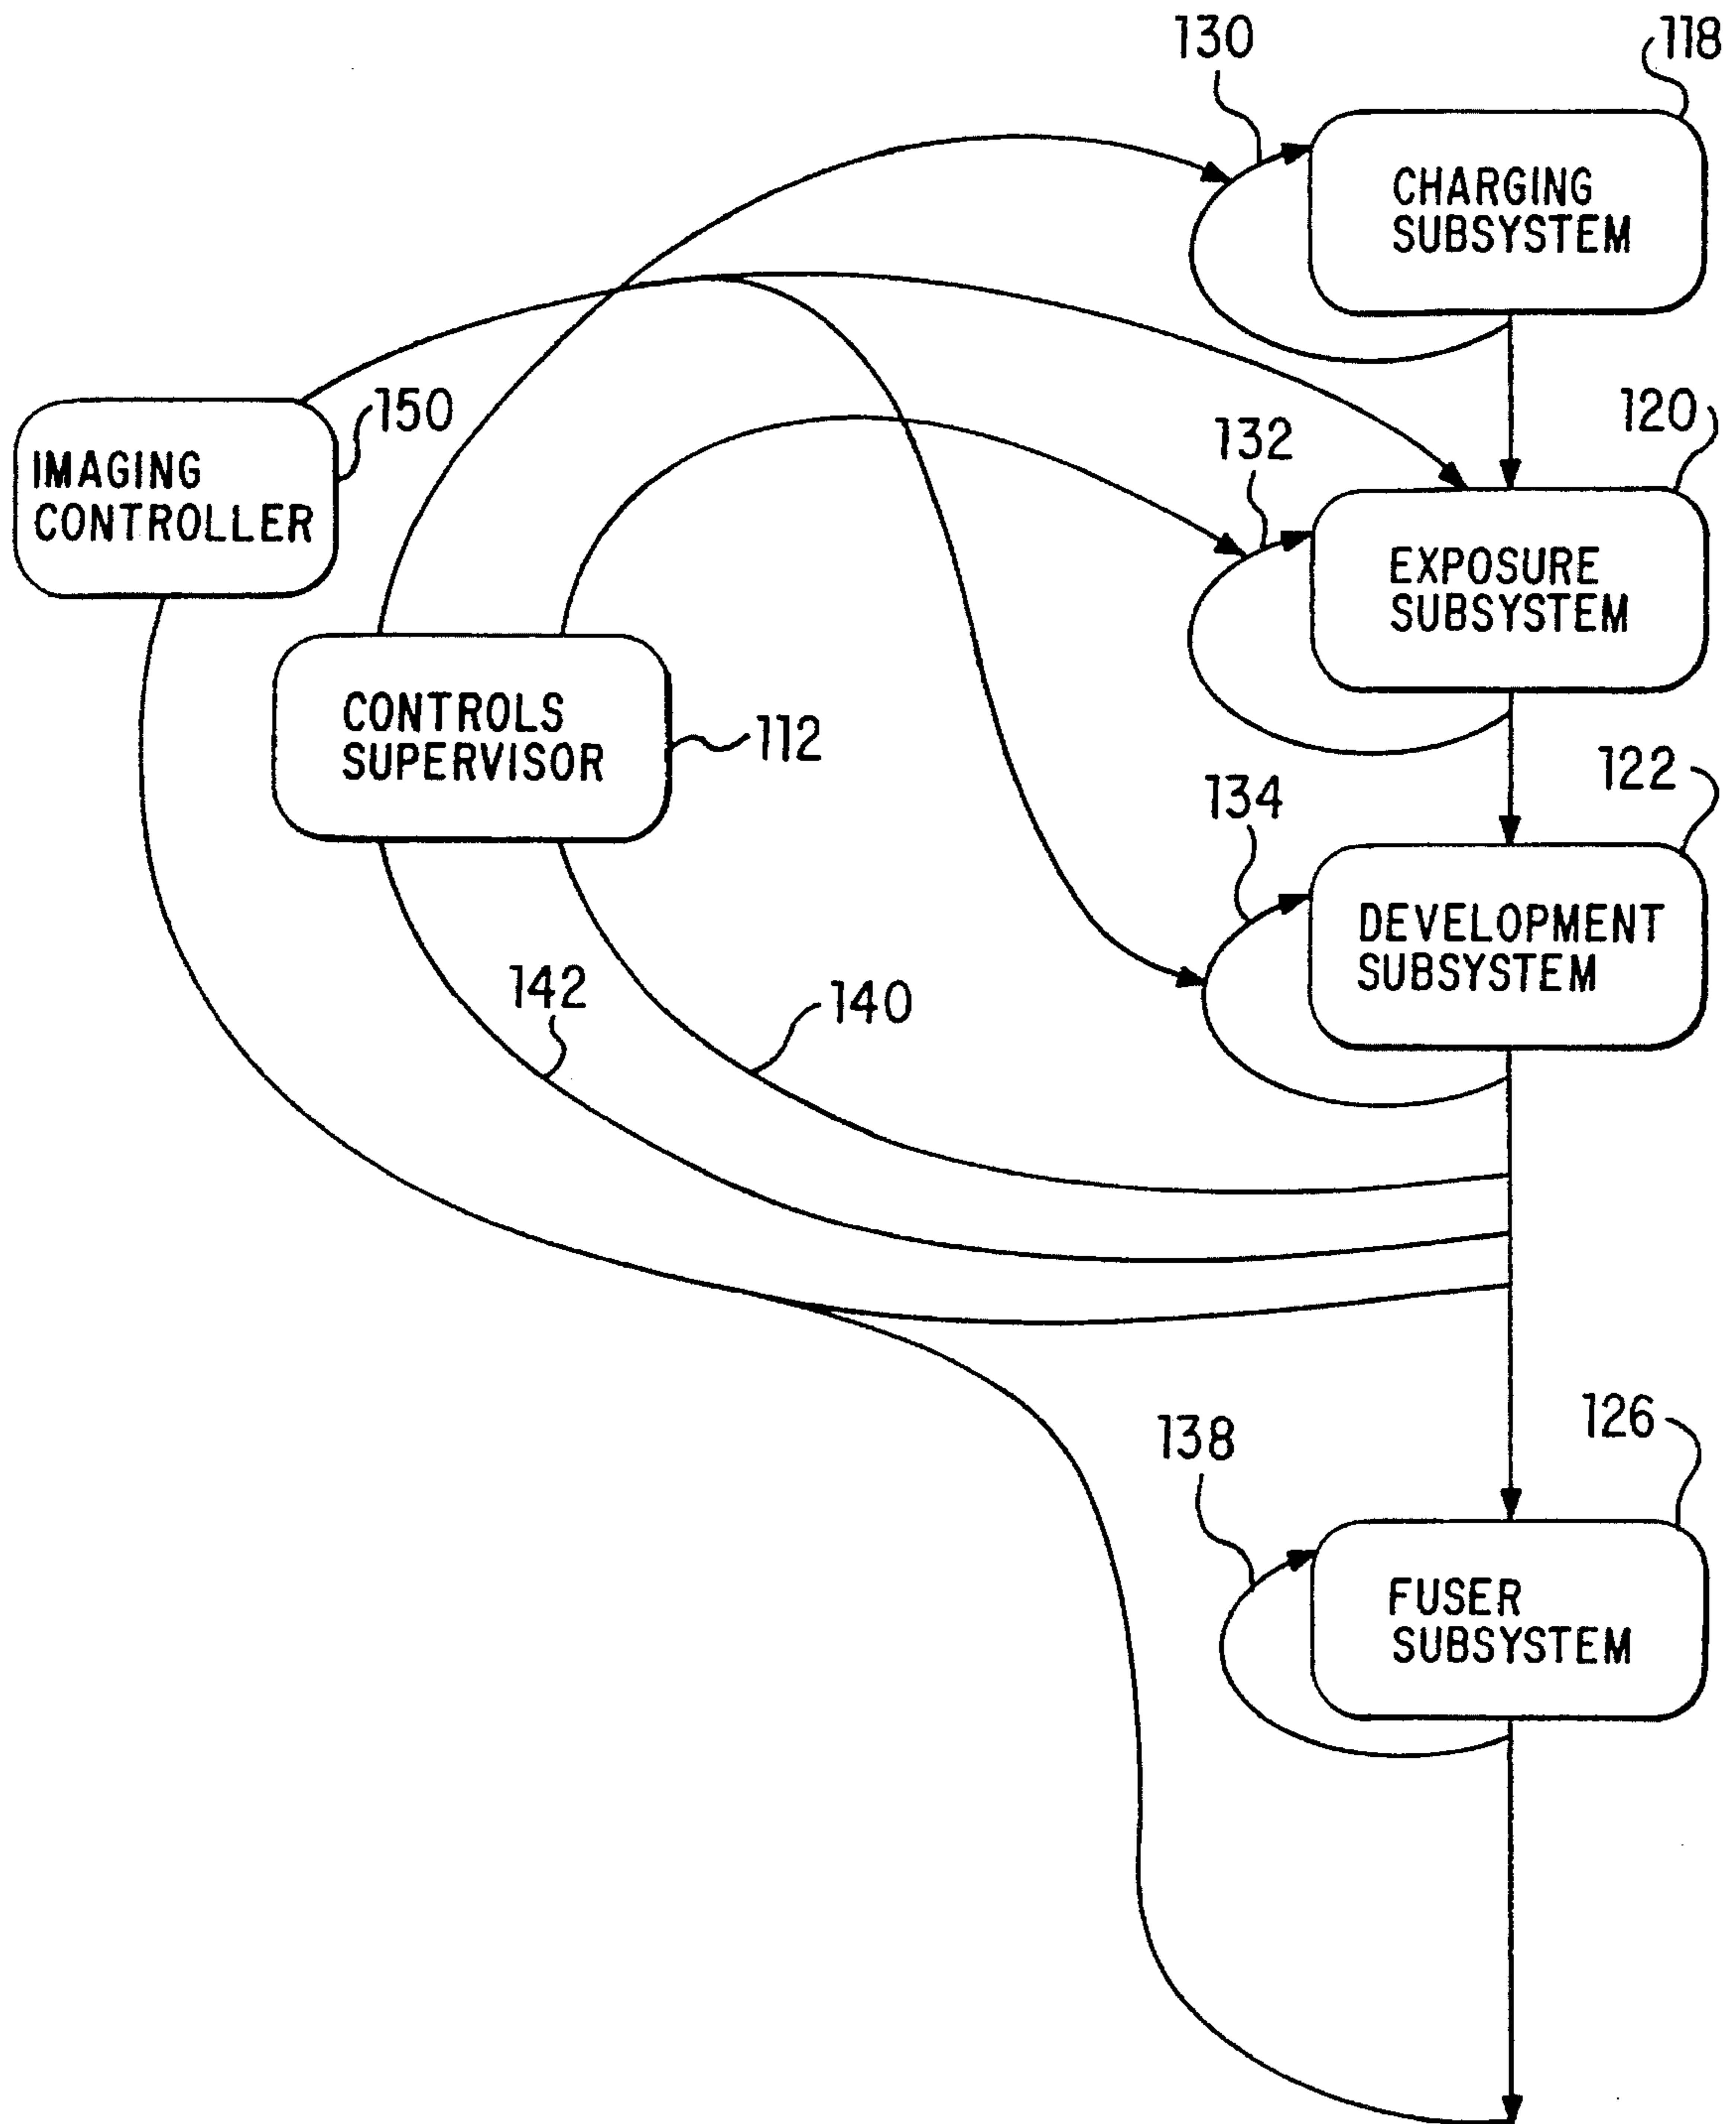 130
118
CHARGING
SUBSYSTEM
150
IMAGING
CONTROLLER
120
132
EXPOSURE
SUBSYSTEM
CONTROLS
SUPERVISOR
112
122
134
DEVELOPMENT
SUBSYSTEM
142
140
126
138
FUSER
SUBSYSTEM